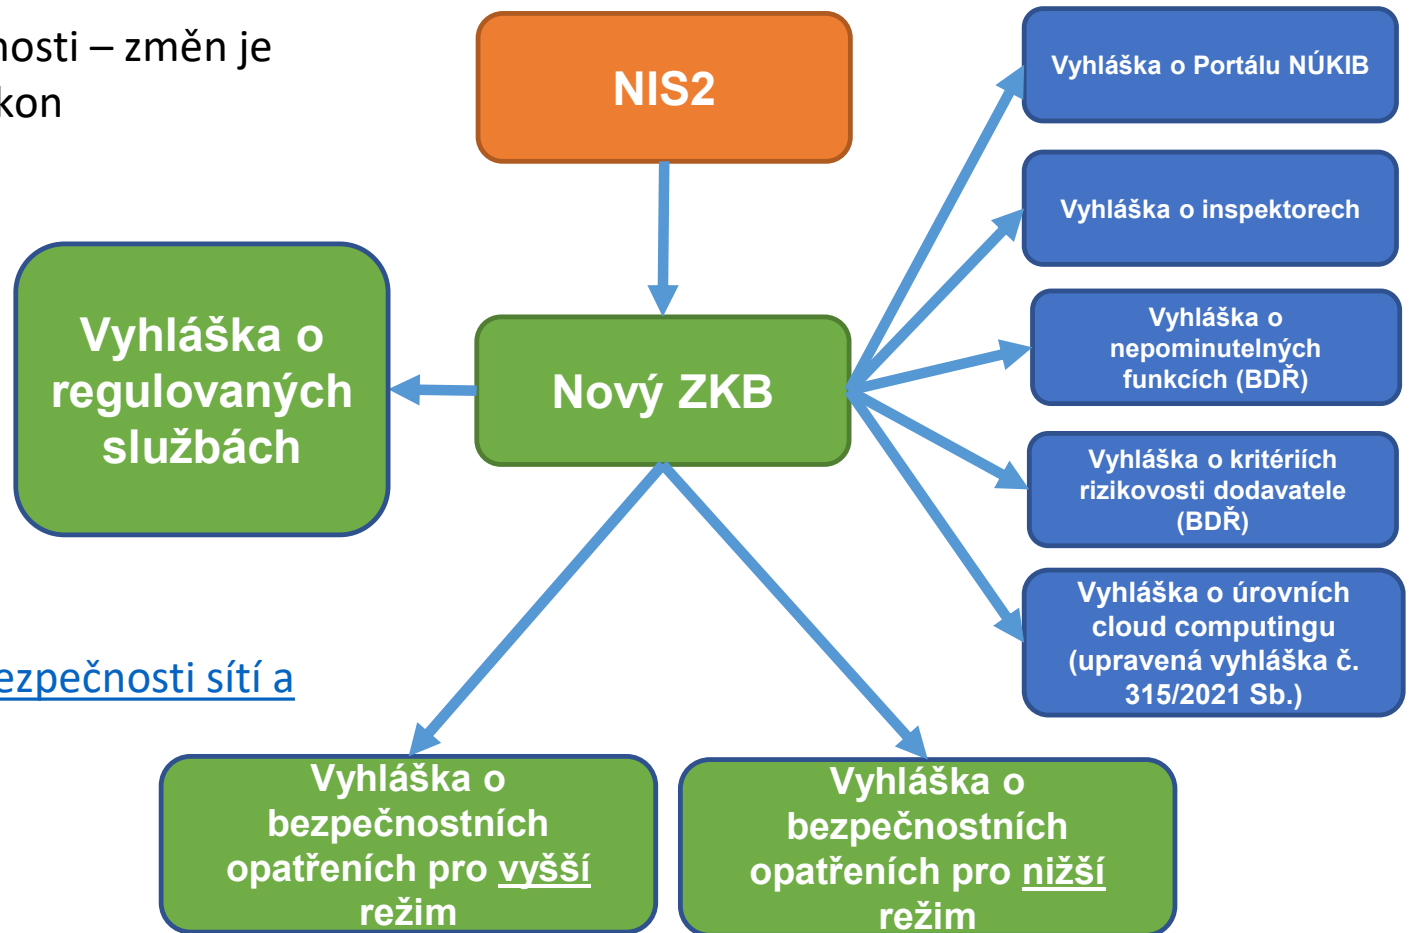 nosti – změn je
kon
NIS2
Vyhláška o Portálu NÚKIB
Vyhláška o inspektorech
Vyhláška o
nepominutelných
funkcích (BDŘ)
Vyhláška o kritériích
rizikovosti dodavatele
(BDŘ)
Vyhláška o úrovních
cloud computingu
(upravená vyhláška č.
315/2021 Sb.)
Vyhláška o
regulovaných
službách
Nový ZKB
ezpečnosti sítí a
Vyhláška o
bezpečnostních
opatřeních pro vyšší
režim
Vyhláška o
bezpečnostních
opatřeních pro nižší
režim